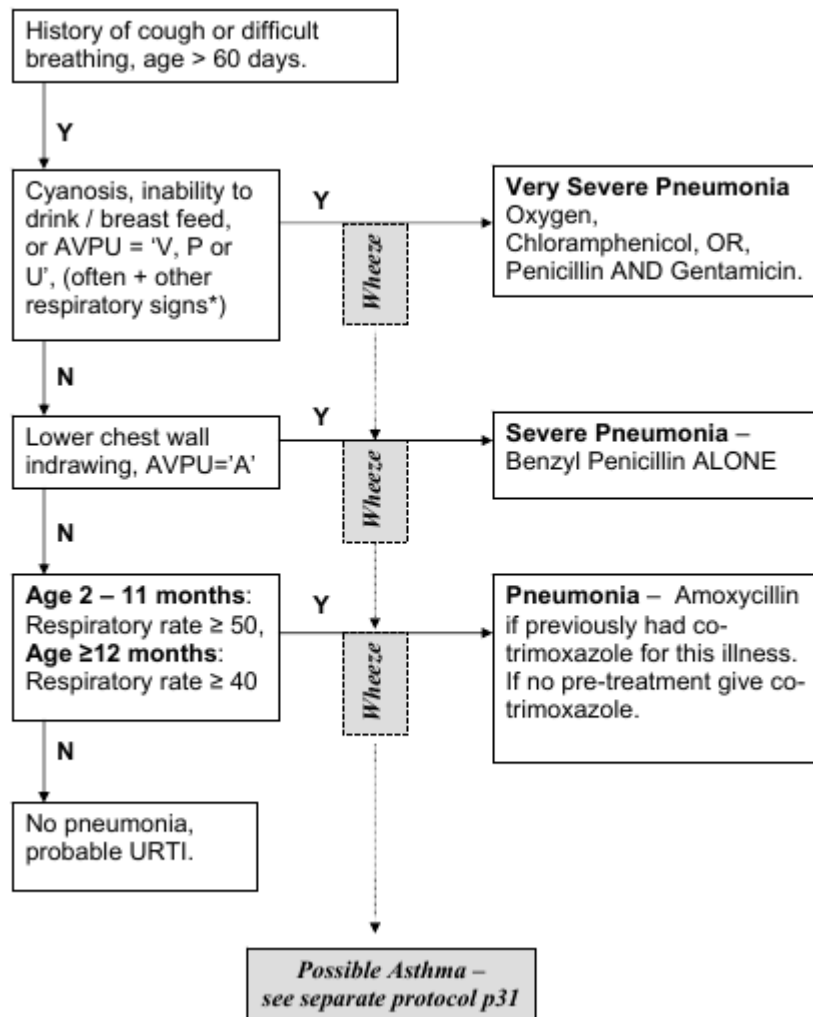 History of cough or difficult
breathing, age > 60 days.
Y
Cyanosis, inability to
drink / breast feed,
or AVPU = ‘V, P or
U’, (often + other
respiratory signs*)
Y
Wheeze
Very Severe Pneumonia
Oxygen,
Chloramphenicol, OR,
Penicillin AND Gentamicin.
N
Lower chest wall
indrawing, AVPU=’A’
Y
Wheeze
Severe Pneumonia –
Benzyl Penicillin ALONE
N
Age 2 – 11 months:
Respiratory rate ≥ 50,
Age ≥12 months:
Respiratory rate ≥ 40
Y
Wheeze
Pneumonia – Amoxycillin
if previously had co-
trimoxazole for this illness.
If no pre-treatment give co-
trimoxazole.
N
No pneumonia,
probable URTI.
Possible Asthma –
see separate protocol p31